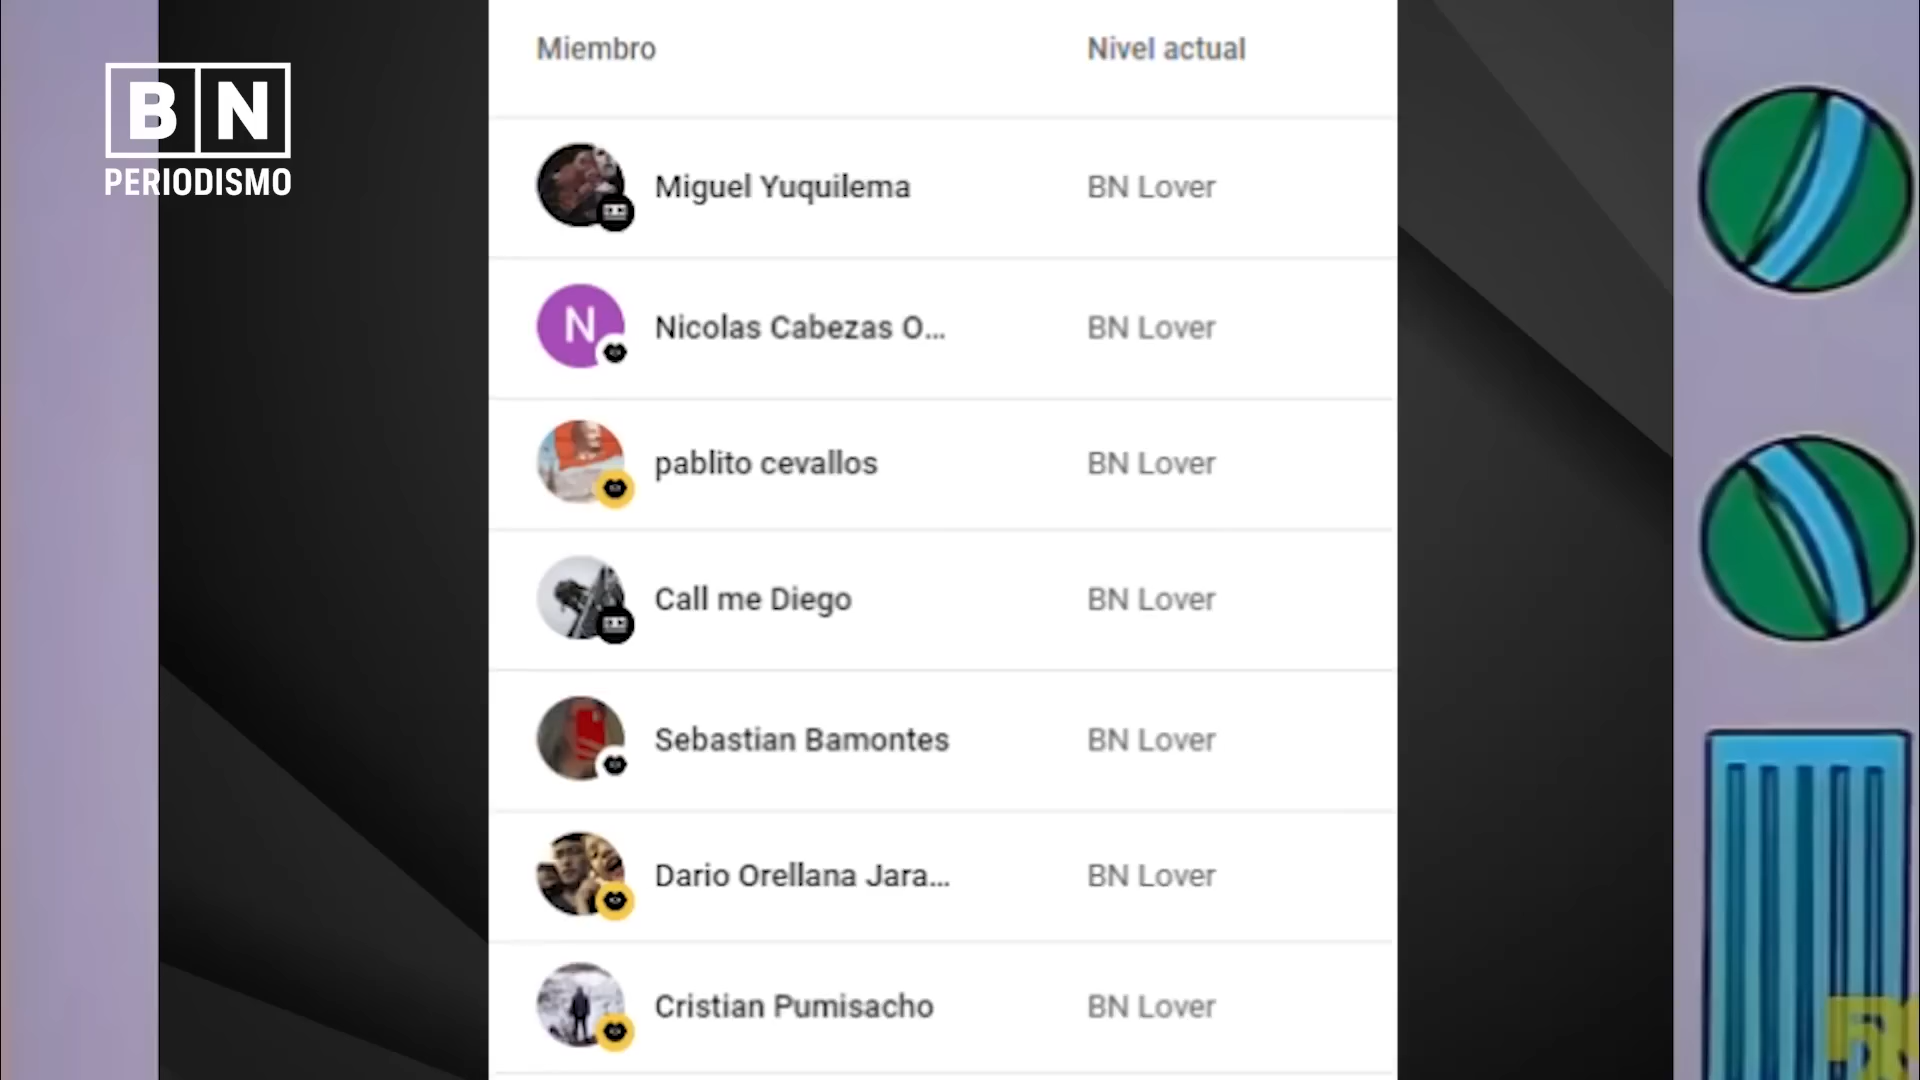 BN
PERIODISMO
Miembro Nivel actual
Miguel Yuquilema BN Lover
N Nicolas Cabezas O... BN Lover
pablito cevallos BN Lover
Call me Diego BN Lover
Sebastian Bamontes BN Lover
Dario Orellana Jara... BN Lover
Cristian Pumisacho BN Lover